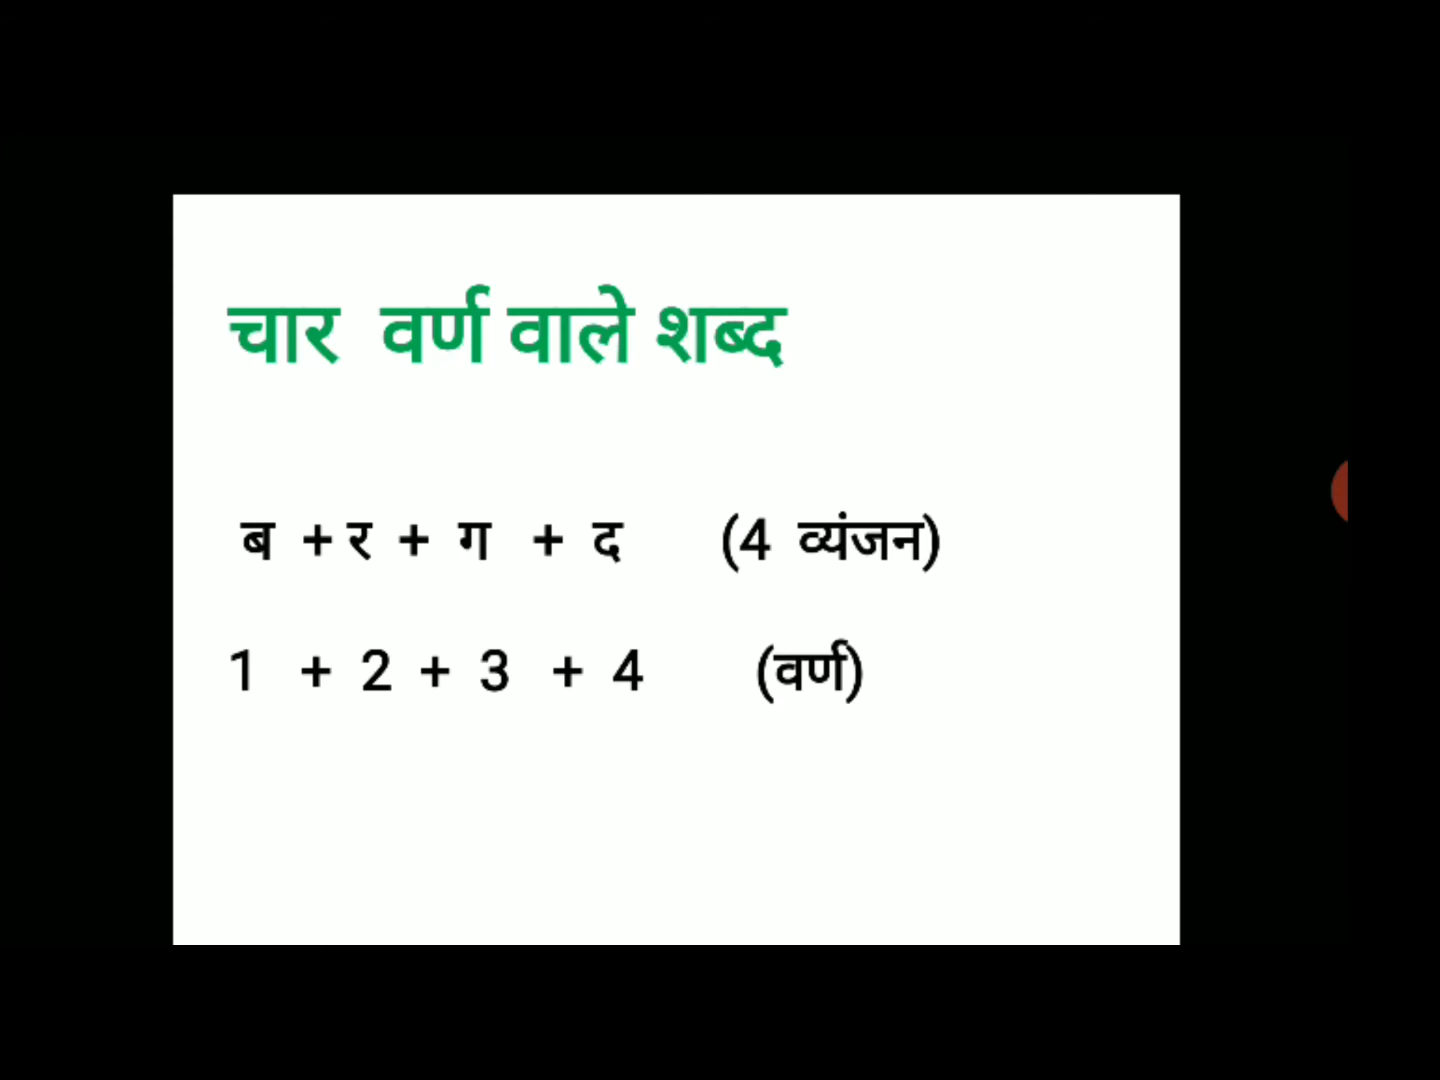 चार वर्ण वाले शब्द
ब + र + ग + द (4 व्यंजन)
1 + 2 + 3 + 4 (वर्ण)